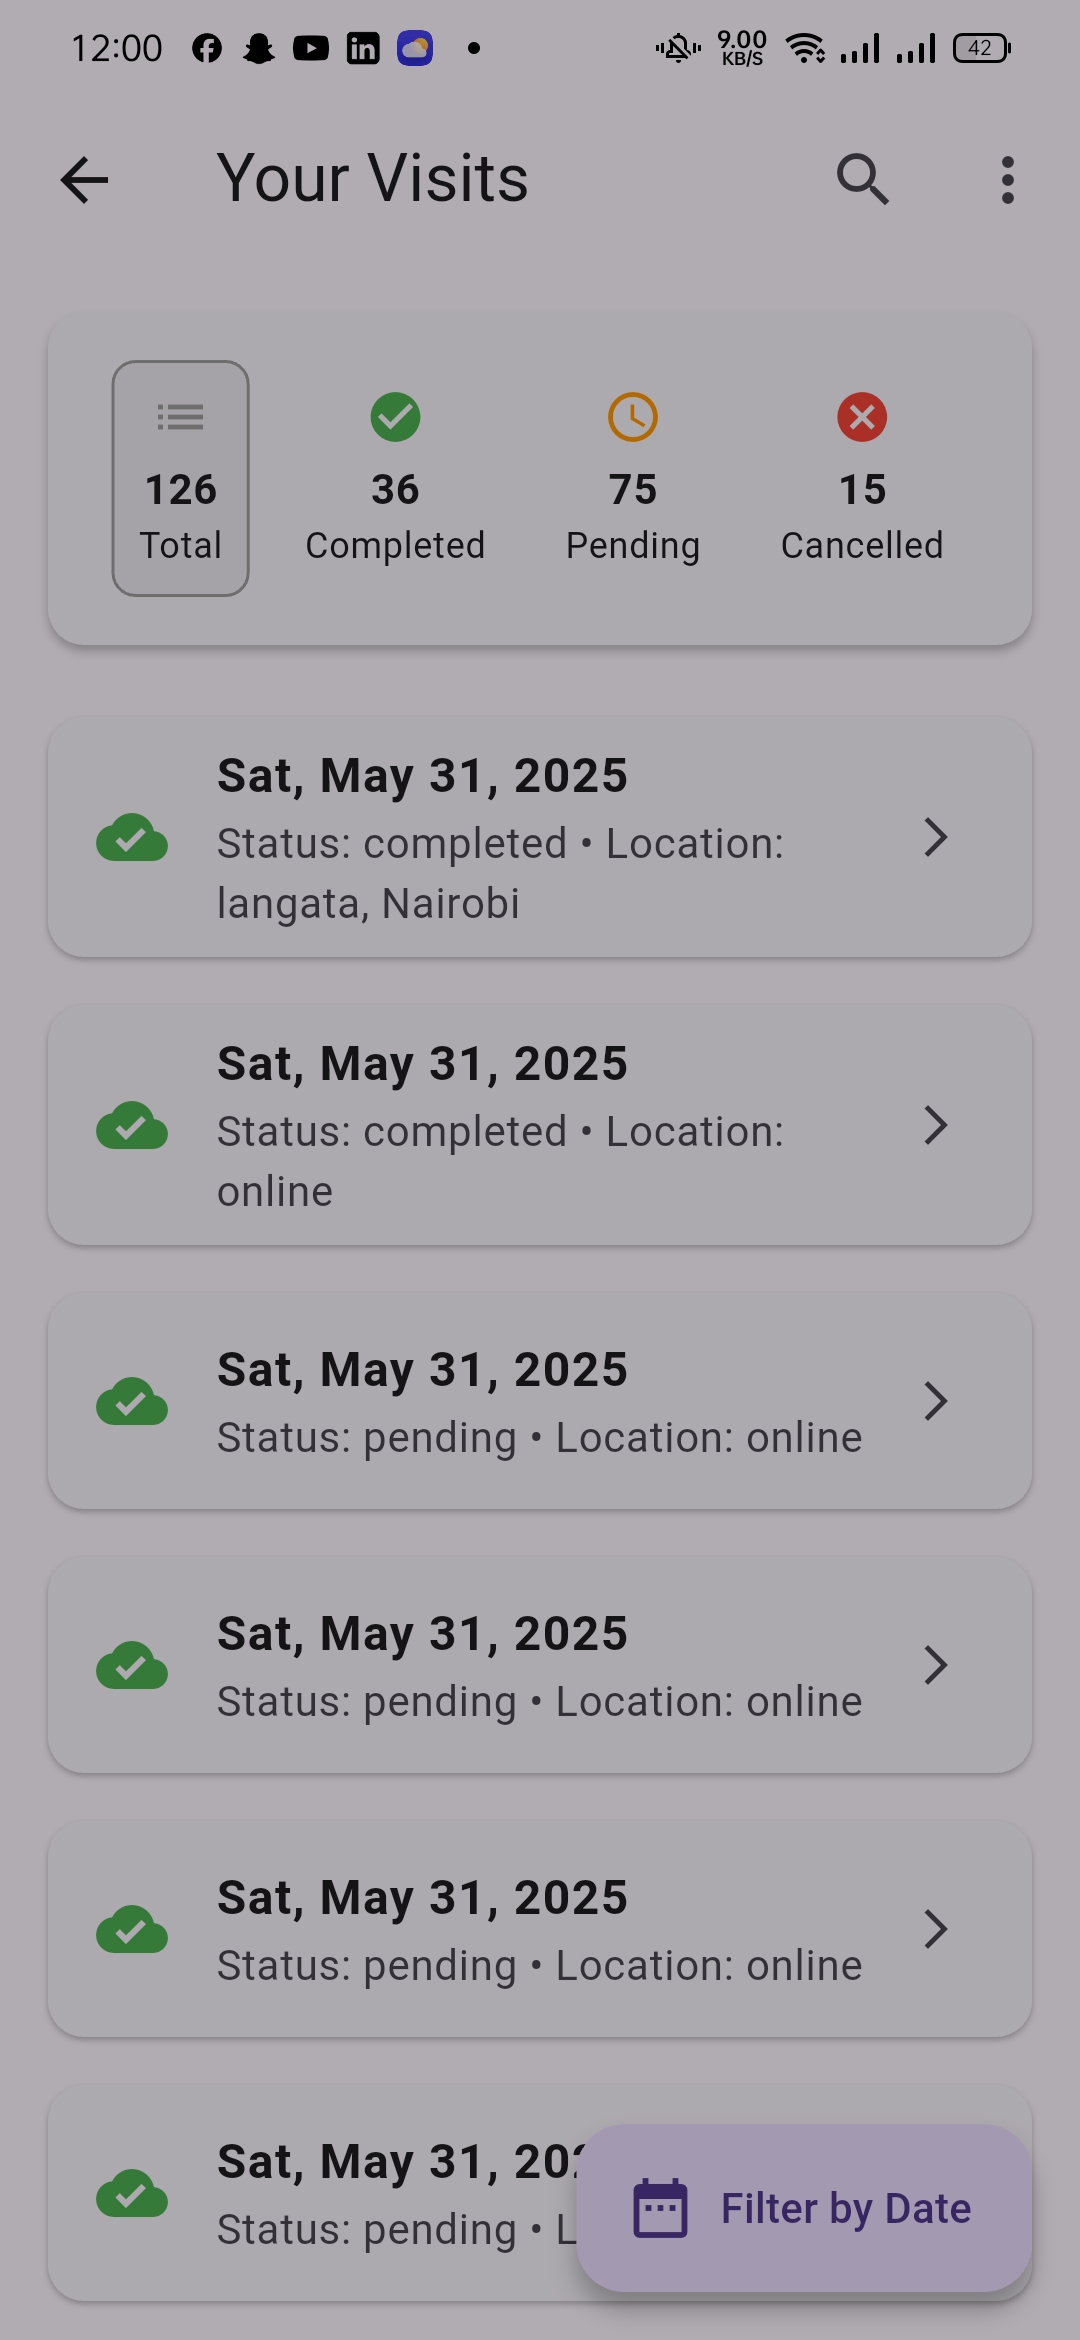 12:00 9.00 KB/S 42
Your Visits
126 36 75 15
Total Completed Pending Cancelled
Sat, May 31, 2025
Status: completed • Location:
langata, Nairobi
Sat, May 31, 2025
Status: completed • Location:
online
Sat, May 31, 2025
Status: pending • Location: online
Sat, May 31, 2025
Status: pending • Location: online
Sat, May 31, 2025
Status: pending • Location: online
Sat, May 31,
Status: pending •
Filter by Date